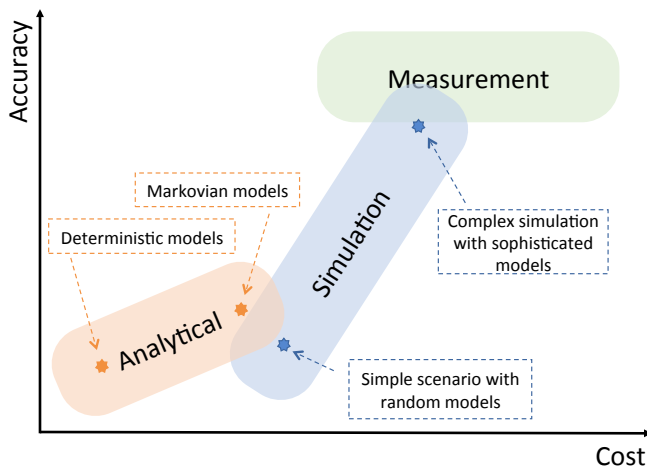 Accuracy
Measurement
Markovian models
Deterministic models
Simulation
Complex simulation
with sophisticated
models
Analytical
Simple scenario with
random models
Cost